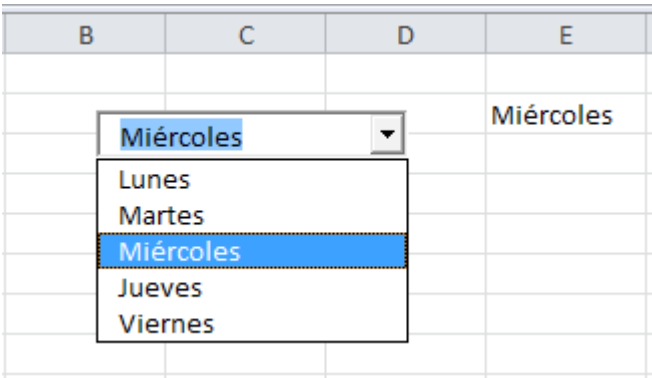 B C D E
Miércoles
Miércoles
Lunes
Martes
Miércoles
Jueves
Viernes